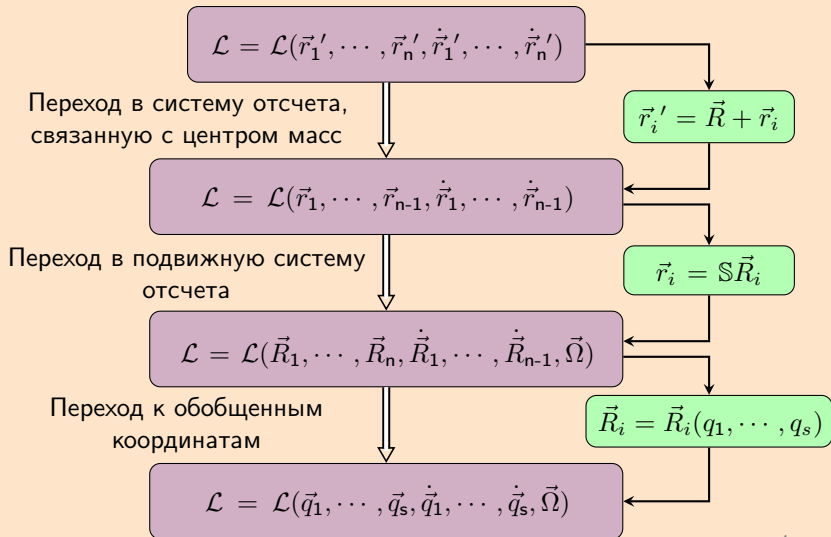 ℒ = ℒ(r⃗₁′, ⋯ , r⃗ₙ′, ṙ⃗₁′, ⋯ , ṙ⃗ₙ′)
Переход в систему отсчета,
связанную с центром масс
r⃗ᵢ′ = R⃗ + r⃗ᵢ
ℒ = ℒ(r⃗₁, ⋯ , r⃗ₙ₋₁, ṙ⃗₁, ⋯ , ṙ⃗ₙ₋₁)
Переход в подвижную систему
отсчета
r⃗ᵢ = 𝕊R⃗ᵢ
ℒ = ℒ(R⃗₁, ⋯ , R⃗ₙ, Ṙ⃗₁, ⋯ , Ṙ⃗ₙ₋₁, Ω⃗)
Переход к обобщенным
координатам
R⃗ᵢ = R⃗ᵢ(q₁, ⋯ , qₛ)
ℒ = ℒ(q⃗₁, ⋯ , q⃗ₛ, q̇⃗₁, ⋯ , q̇⃗ₛ, Ω⃗)